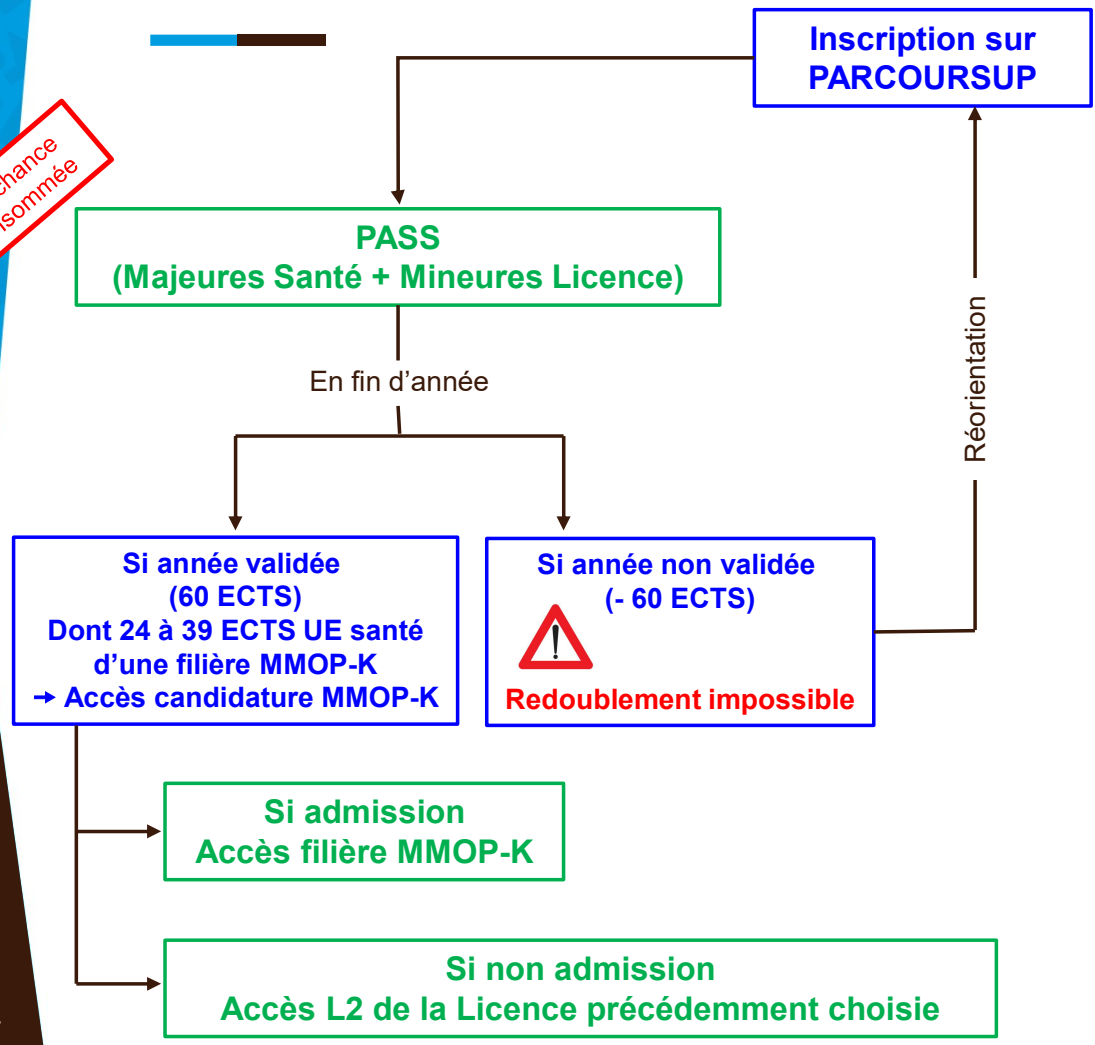 Inscription sur
PARCOURSUP
chance
PASS
(Majeures Santé + Mineures Licence)
En fin d'année
Réorientation
Si année validée
(60 ECTS)
Dont 24 à 39 ECTS UE santé
d'une filière MMOP-K
→ Accès candidature MMOP-K
Si année non validée
(- 60 ECTS)
Redoublement impossible
Si admission
Accès filière MMOP-K
Si non admission
Accès L2 de la Licence précédemment choisie